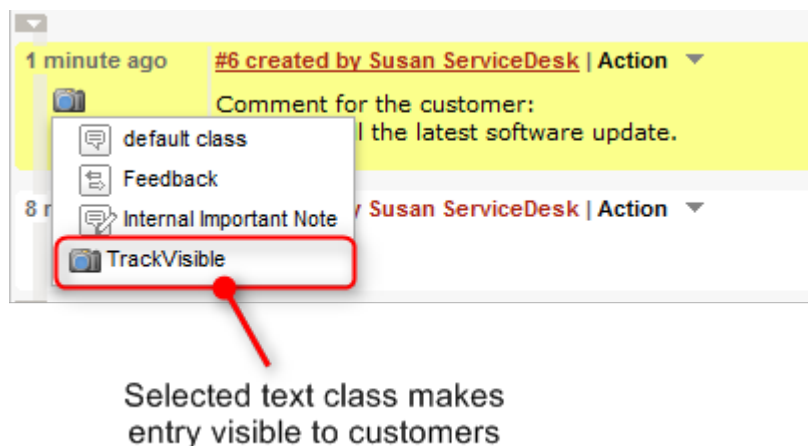 1 minute ago #6 created by Susan ServiceDesk | Action
Comment for the customer:
the latest software update.
default class
Feedback
Internal Important Note
TrackVisible
8 Susan ServiceDesk | Action
Selected text class makes
entry visible to customers